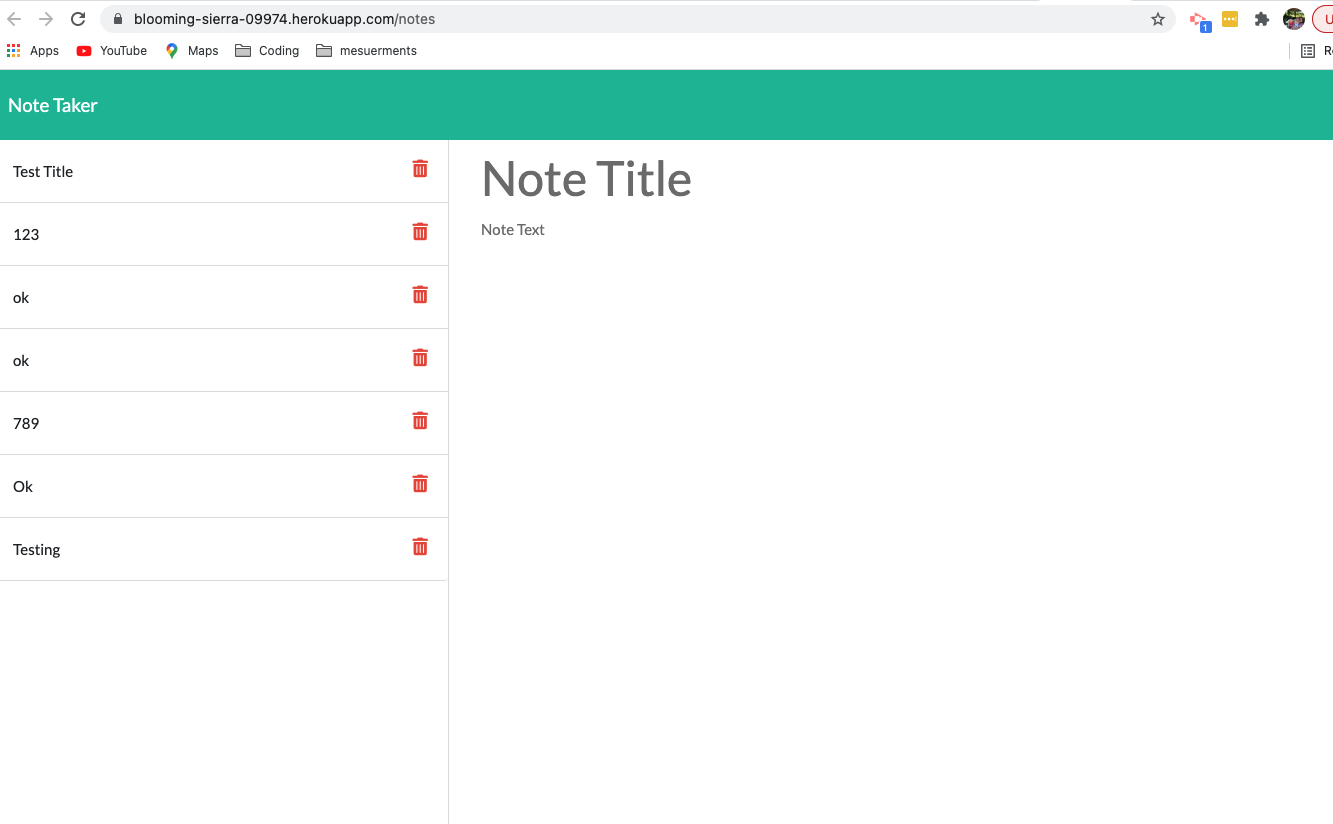 blooming-sierra-09974.herokuapp.com/notes
1
Apps YouTube Maps Coding mesuerments
Note Taker
Test Title
123
ok
ok
789
Ok
Testing
Note Title
Note Text